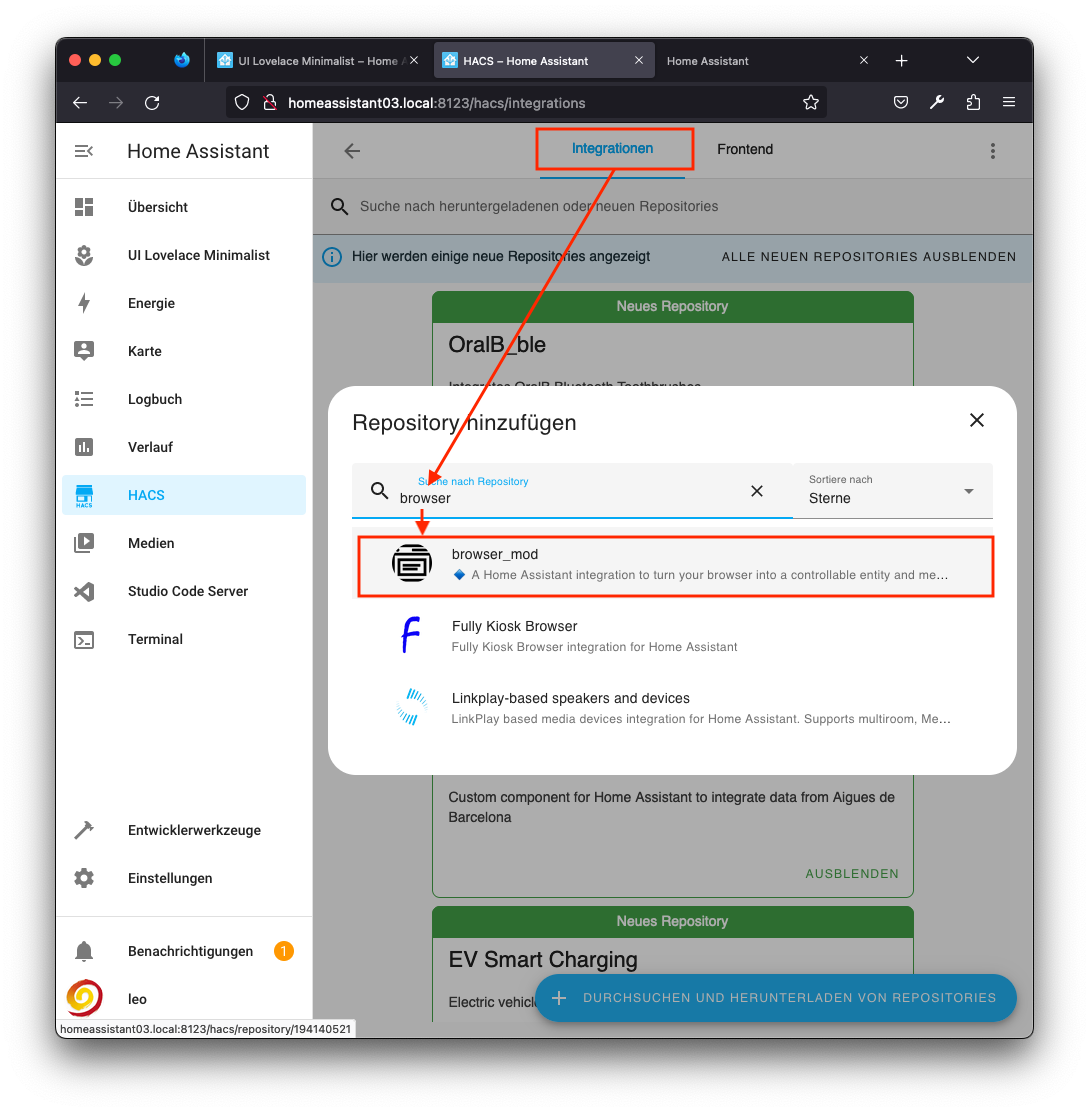 UI Lovelace Minimalist – Home A
HACS – Home Assistant
Home Assistant
homeassistant03.local:8123/hacs/integrations
Home Assistant
Übersicht
UI Lovelace Minimalist
Energie
Karte
Logbuch
Verlauf
HACS
HACS
Medien
Studio Code Server
Terminal
Entwicklerwerkzeuge
Einstellungen
Benachrichtigungen
1
leo
homeassistant03.local:8123/hacs/repository/194140521
Integrationen
Frontend
Suche nach heruntergeladenen oder neuen Repositories
Hier werden einige neue Repositories angezeigt
ALLE NEUEN REPOSITORIES AUSBLENDEN
Neues Repository
OralB_ble
Integrates OralB Bluetooth Toothbrushes
Repository hinzufügen
Suche nach Repository
browser
Sortiere nach
Sterne
browser_mod
A Home Assistant integration to turn your browser into a controllable entity and me…
Fully Kiosk Browser
Fully Kiosk Browser integration for Home Assistant
Linkplay-based speakers and devices
LinkPlay based media devices integration for Home Assistant. Supports multiroom, Me…
Custom component for Home Assistant to integrate data from Aigues de
Barcelona
AUSBLENDEN
Neues Repository
EV Smart Charging
Electric vehicle
DURCHSUCHEN UND HERUNTERLADEN VON REPOSITORIES